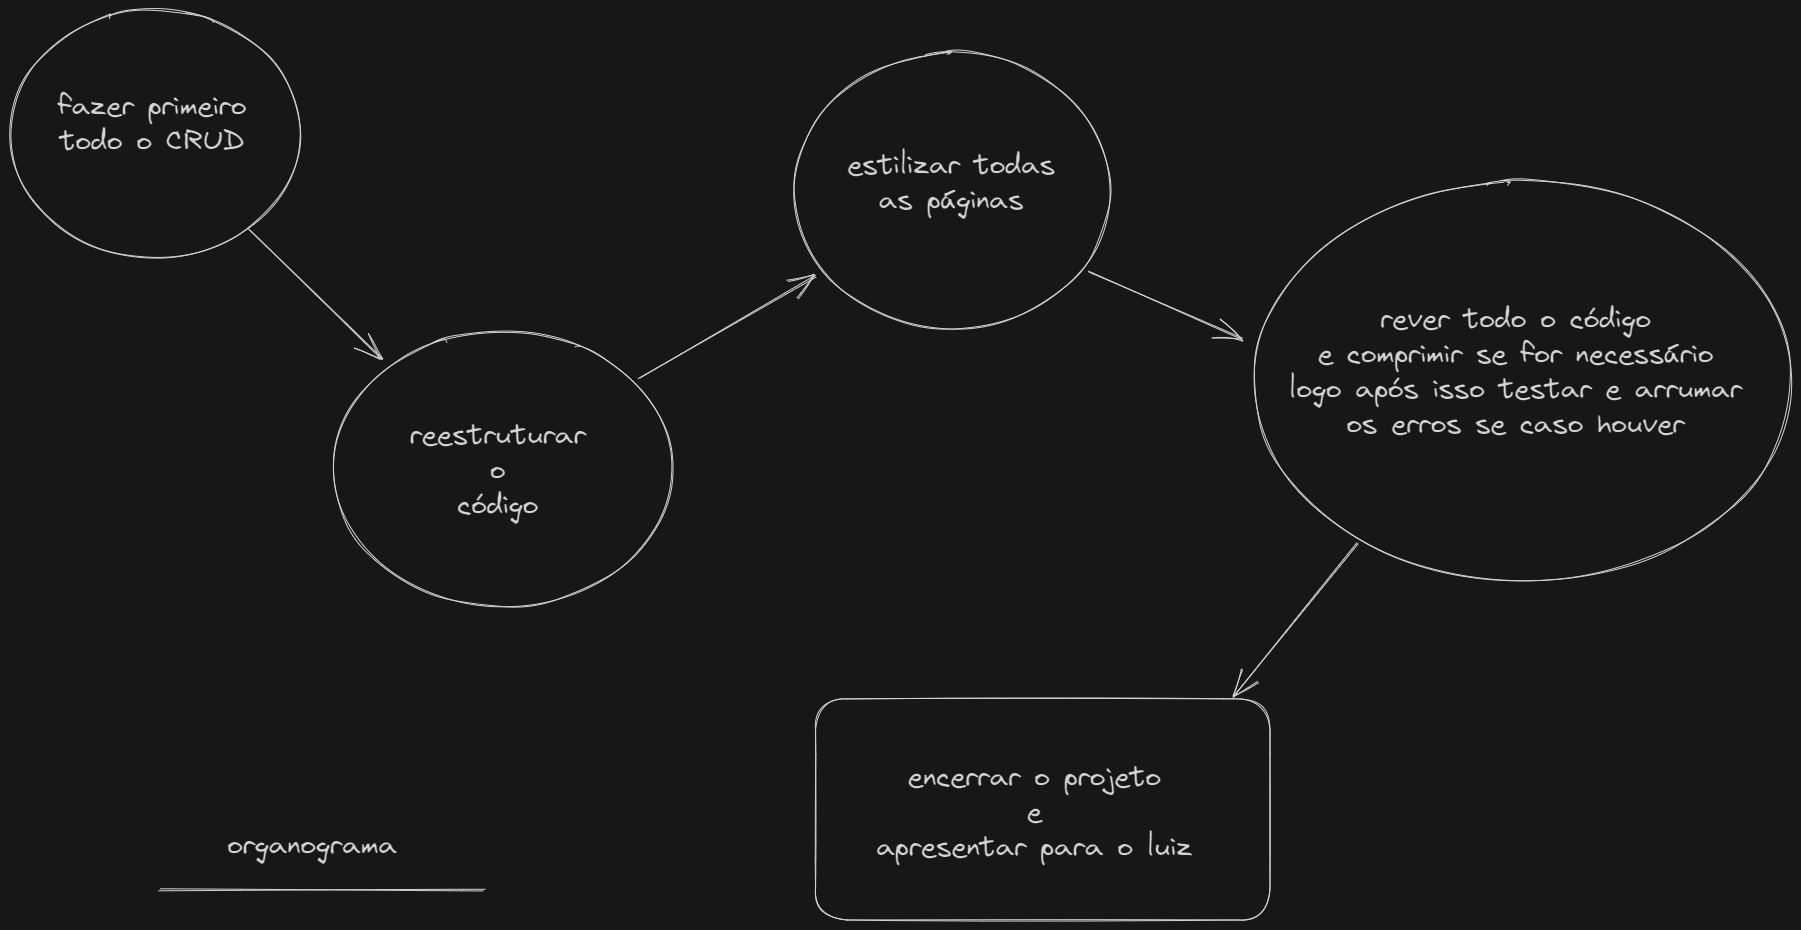 fazer primeiro
todo o CRUD
reestruturar
o
código
estilizar todas
as páginas
rever todo o código
e comprimir se for necessário
logo após isso testar e arrumar
os erros se caso houver
encerrar o projeto
e
apresentar para o luiz
organograma